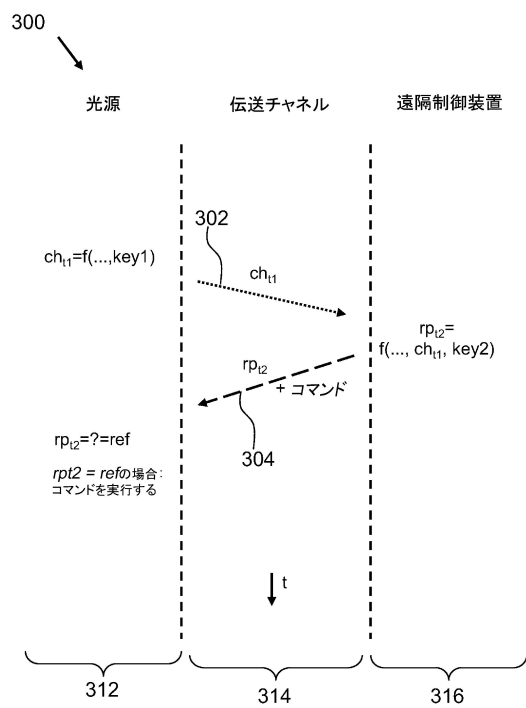 300
光源
伝送チャネル
遠隔制御装置
302
ch_t1=f(...,key1)
ch_t1
rp_t2=
f(..., ch_t1, key2)
rp_t2
+ コマンド
304
rp_t2=?=ref
rpt2 = refの場合:
コマンドを実行する
t
312
314
316